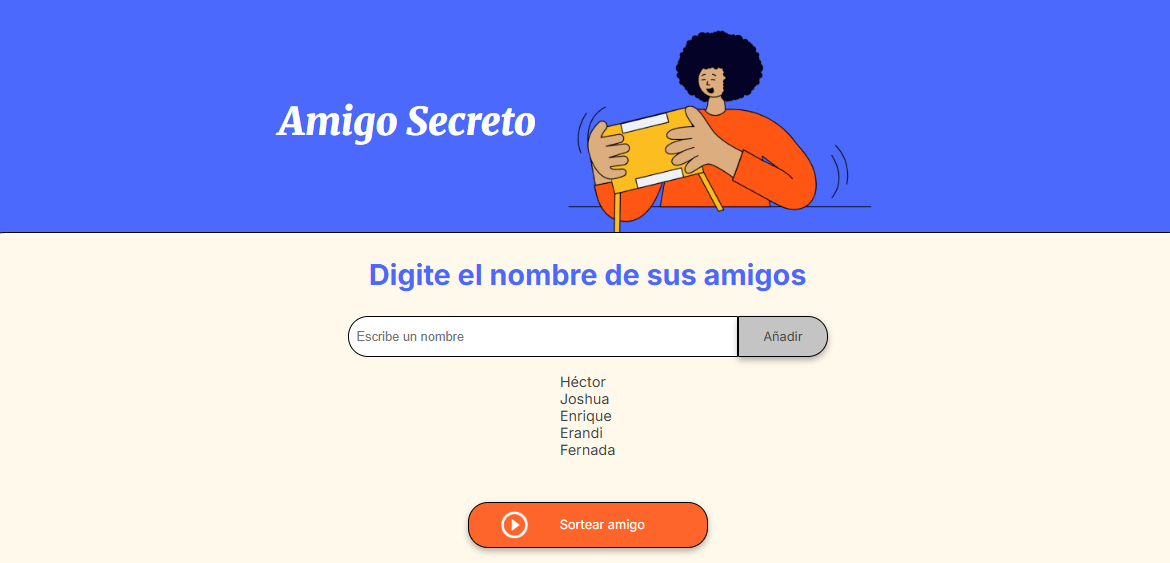 Amigo Secreto
Digite el nombre de sus amigos
Escribe un nombre
Añadir
Héctor
Joshua
Enrique
Erandi
Fernada
Sortear amigo